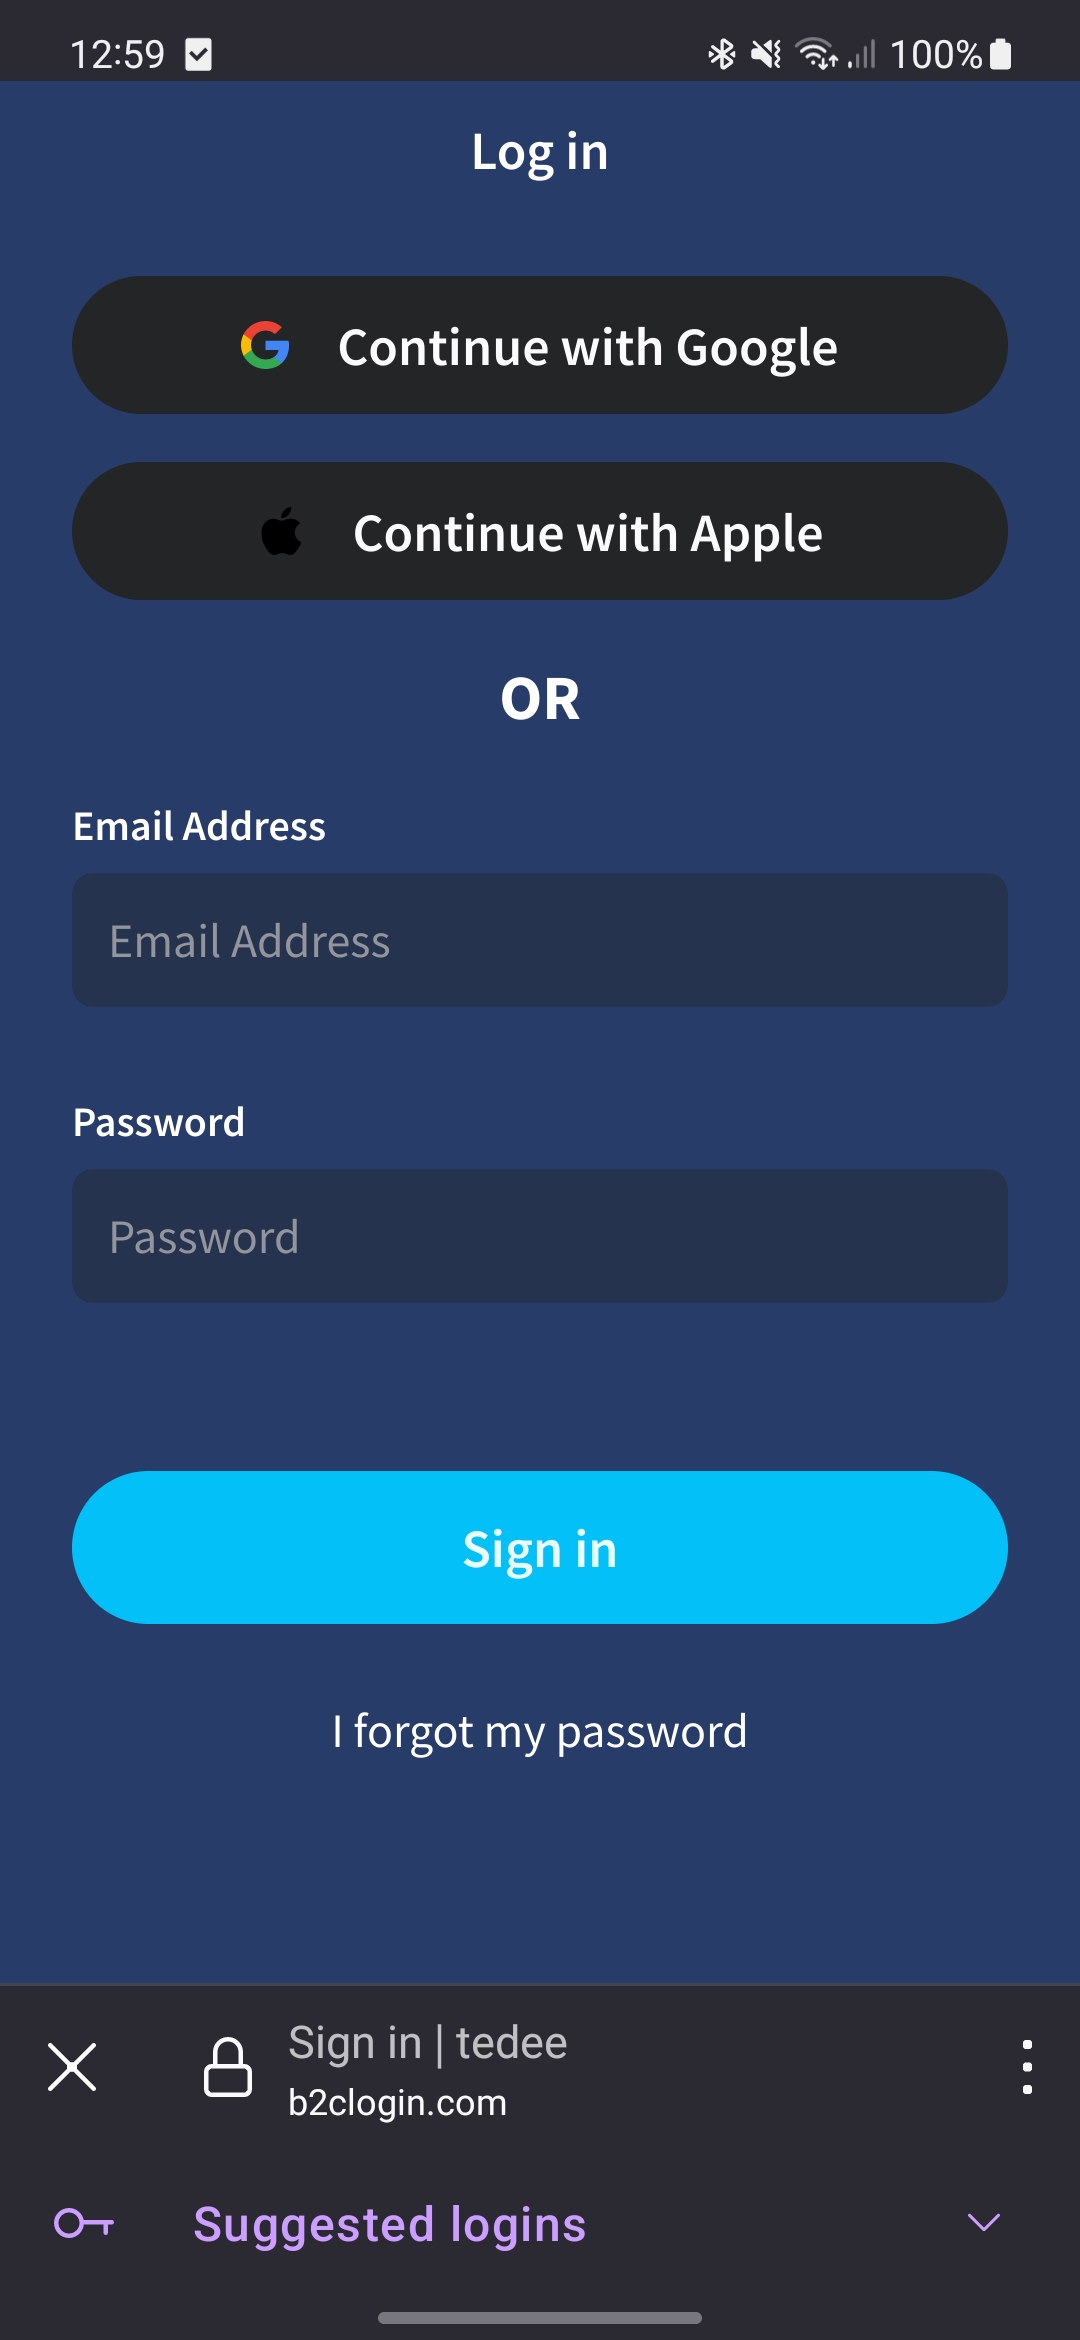 12:59
100%
Log in
Continue with Google
Continue with Apple
OR
Email Address
Email Address
Password
Password
Sign in
I forgot my password
Sign in | tedee
b2clogin.com
Suggested logins